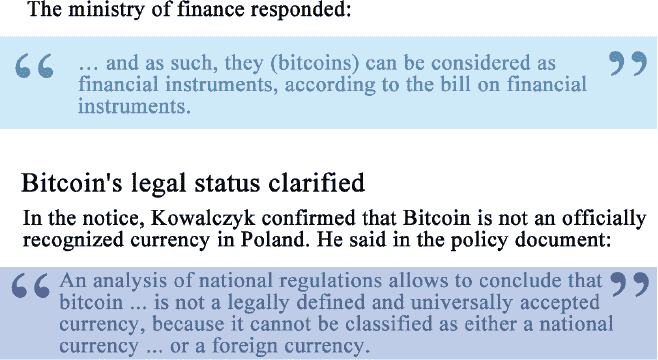 The ministry of finance responded:
“ … and as such, they (bitcoins) can be considered as ”
financial instruments, according to the bill on financial
instruments.
Bitcoin's legal status clarified
In the notice, Kowalczyk confirmed that Bitcoin is not an officially
recognized currency in Poland. He said in the policy document:
“ An analysis of national regulations allows to conclude that ”
bitcoin ... is not a legally defined and universally accepted
currency, because it cannot be classified as either a national
currency ... or a foreign currency.